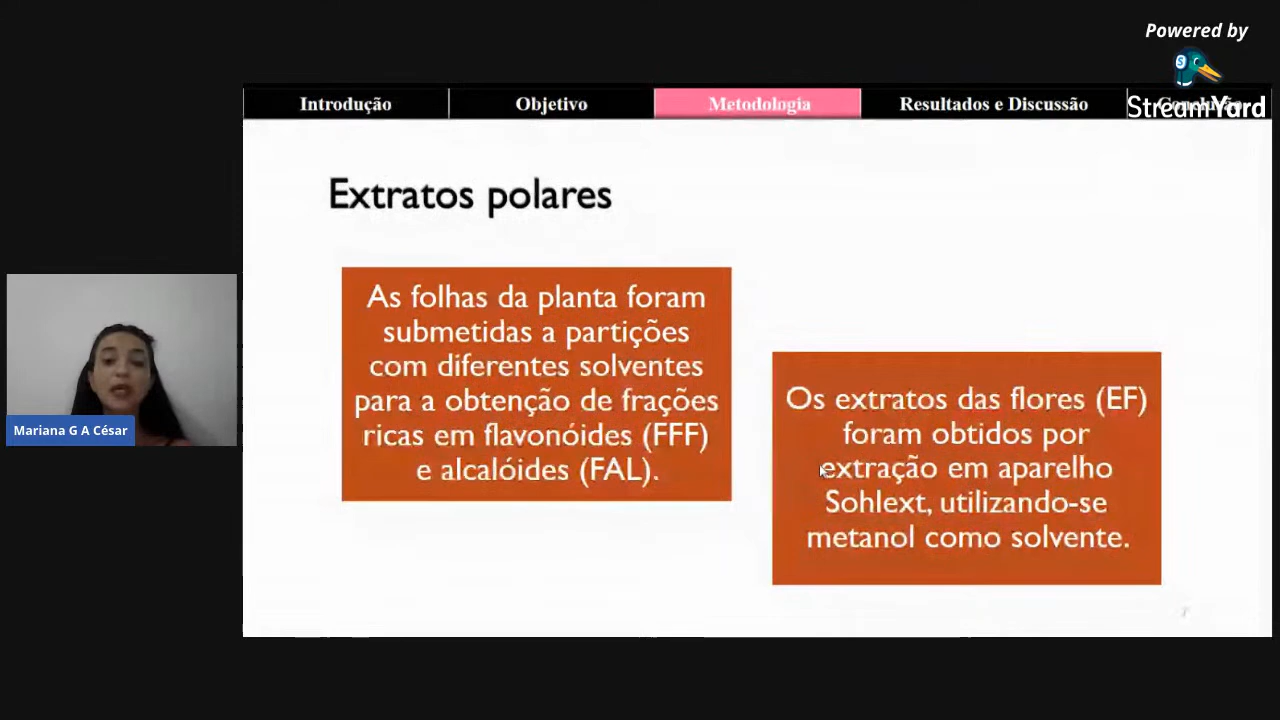 Powered by
StreamYard
Introdução
Objetivo
Metodologia
Resultados e Discussão
Extratos polares
As folhas da planta foram
submetidas a partições
com diferentes solventes
para a obtenção de frações
ricas em flavonóides (FFF)
e alcalóides (FAL).
Os extratos das flores (EF)
foram obtidos por
extração em aparelho
Sohlext, utilizando-se
metanol como solvente.
Mariana G A César